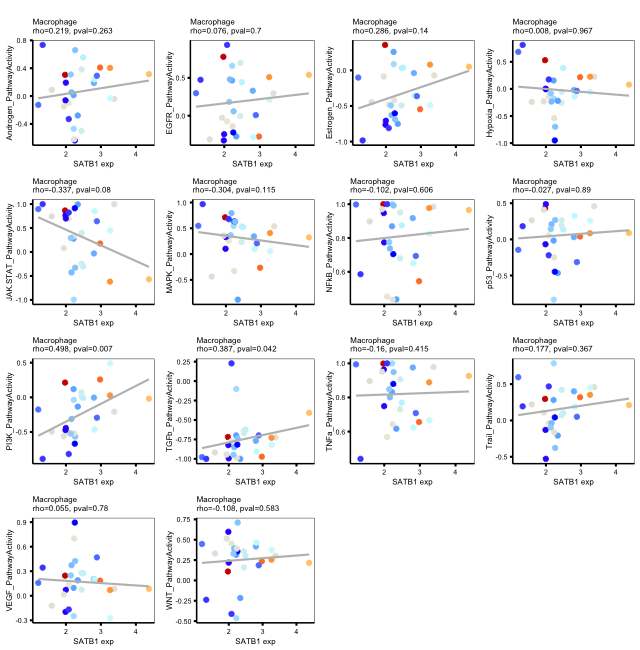 Macrophage
rho=0.219, pval=0.263
Androgen_PathwayActivity
0.8
0.4
0.0
-0.4
2
3
4
SATB1 exp
Macrophage
rho=0.076, pval=0.7
EGFR_PathwayActivity
0.5
0.0
2
3
4
SATB1 exp
Macrophage
rho=0.286, pval=0.14
Estrogen_PathwayActivity
0.0
-0.5
-1.0
2
3
4
SATB1 exp
Macrophage
rho=0.008, pval=0.967
Hypoxia_PathwayActivity
0.5
0.0
-0.5
-1.0
2
3
4
SATB1 exp
Macrophage
rho=-0.337, pval=0.08
JAK-STAT_PathwayActivity
1.0
0.5
0.0
-0.5
-1.0
2
3
4
SATB1 exp
Macrophage
rho=-0.304, pval=0.115
MAPK_PathwayActivity
1.0
0.5
0.0
-0.5
2
3
4
SATB1 exp
Macrophage
rho=-0.102, pval=0.606
NFkB_PathwayActivity
1.0
0.8
0.6
2
3
4
SATB1 exp
Macrophage
rho=-0.027, pval=0.89
p53_PathwayActivity
0.5
0.0
-0.5
2
3
4
SATB1 exp
Macrophage
rho=0.498, pval=0.007
PI3K_PathwayActivity
0.5
0.0
-0.5
2
3
4
SATB1 exp
Macrophage
rho=0.387, pval=0.042
TGFb_PathwayActivity
0.25
0.00
-0.25
-0.50
-0.75
-1.00
2
3
4
SATB1 exp
Macrophage
rho=-0.16, pval=0.415
TNFa_PathwayActivity
1.0
0.8
0.6
2
3
4
SATB1 exp
Macrophage
rho=0.177, pval=0.367
Trail_PathwayActivity
0.5
0.0
-0.5
2
3
4
SATB1 exp
Macrophage
rho=0.055, pval=0.78
VEGF_PathwayActivity
0.9
0.6
0.3
0.0
-0.3
2
3
4
SATB1 exp
Macrophage
rho=-0.108, pval=0.583
WNT_PathwayActivity
0.75
0.50
0.25
0.00
-0.25
-0.50
2
3
4
SATB1 exp